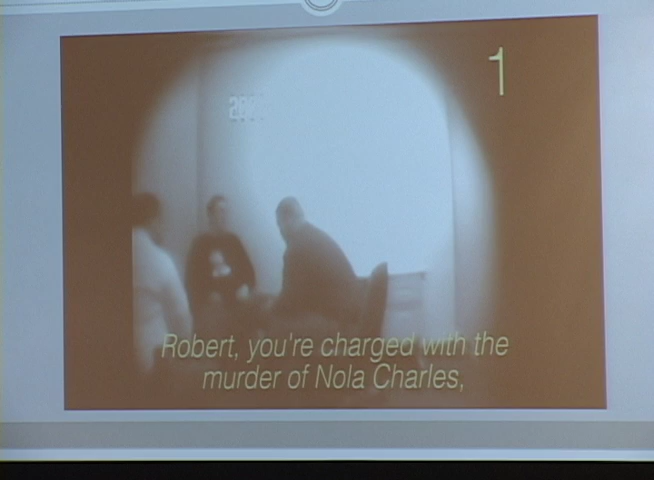 1
Robert, you're charged with the
murder of Nola Charles,